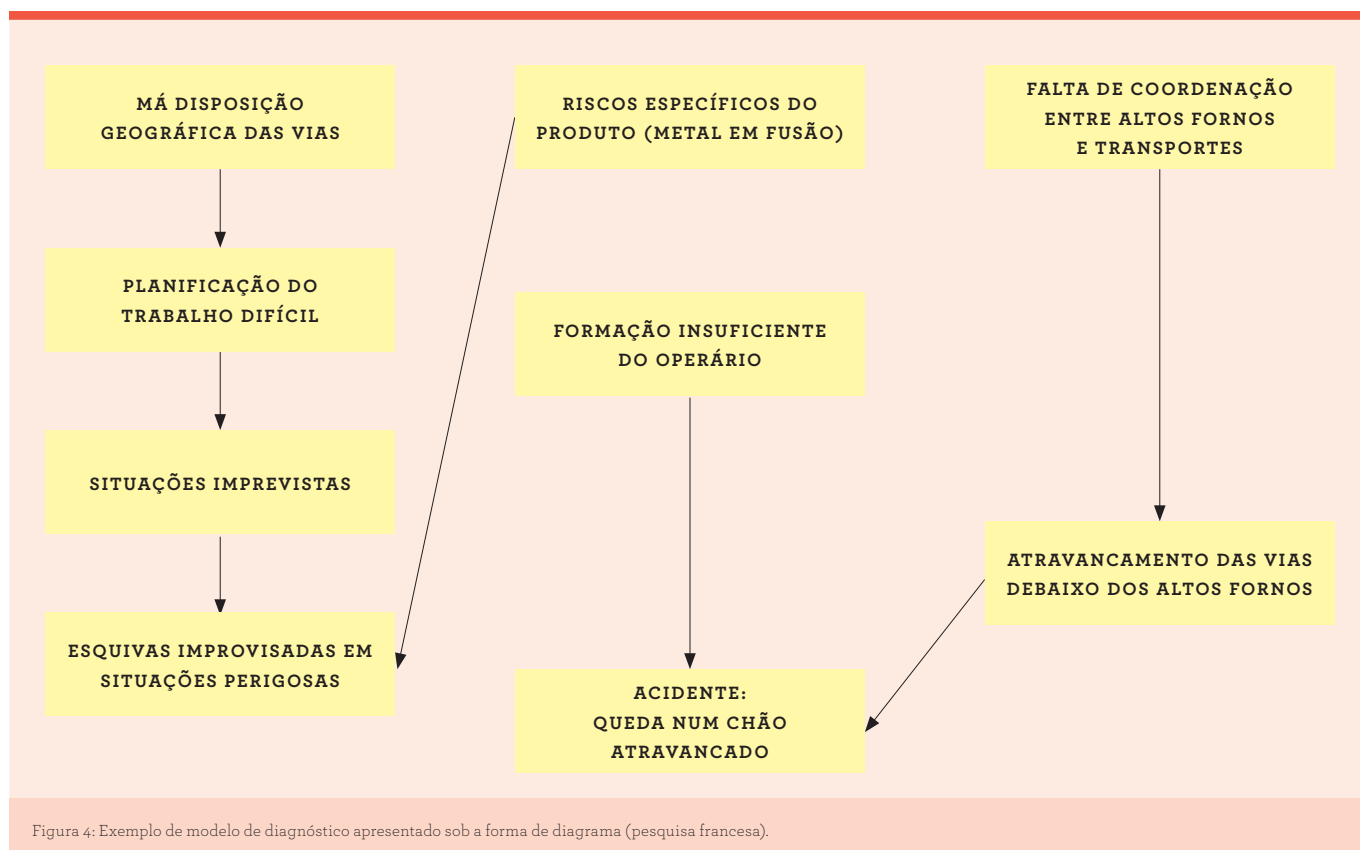 MÁ DISPOSIÇÃO
GEOGRÁFICA DAS VIAS
RISCOS ESPECÍFICOS DO
PRODUTO (METAL EM FUSÃO)
FALTA DE COORDENAÇÃO
ENTRE ALTOS FORNOS
E TRANSPORTES
PLANIFICAÇÃO DO
TRABALHO DIFÍCIL
FORMAÇÃO INSUFICIENTE
DO OPERÁRIO
SITUAÇÕES IMPREVISTAS
ATRAVANCAMENTO DAS VIAS
DEBAIXO DOS ALTOS FORNOS
ESQUIVAS IMPROVISADAS EM
SITUAÇÕES PERIGOSAS
ACIDENTE:
QUEDA NUM CHÃO
ATRAVANCADO
Figura 4: Exemplo de modelo de diagnóstico apresentado sob a forma de diagrama (pesquisa francesa).